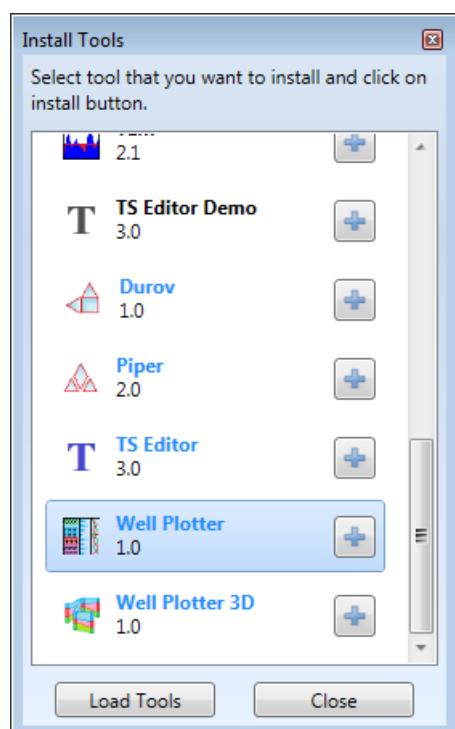 Install Tools
Select tool that you want to install and click on
install button.
2.1
TS Editor Demo
3.0
Durov
1.0
Piper
2.0
TS Editor
3.0
Well Plotter
1.0
Well Plotter 3D
1.0
Load Tools
Close